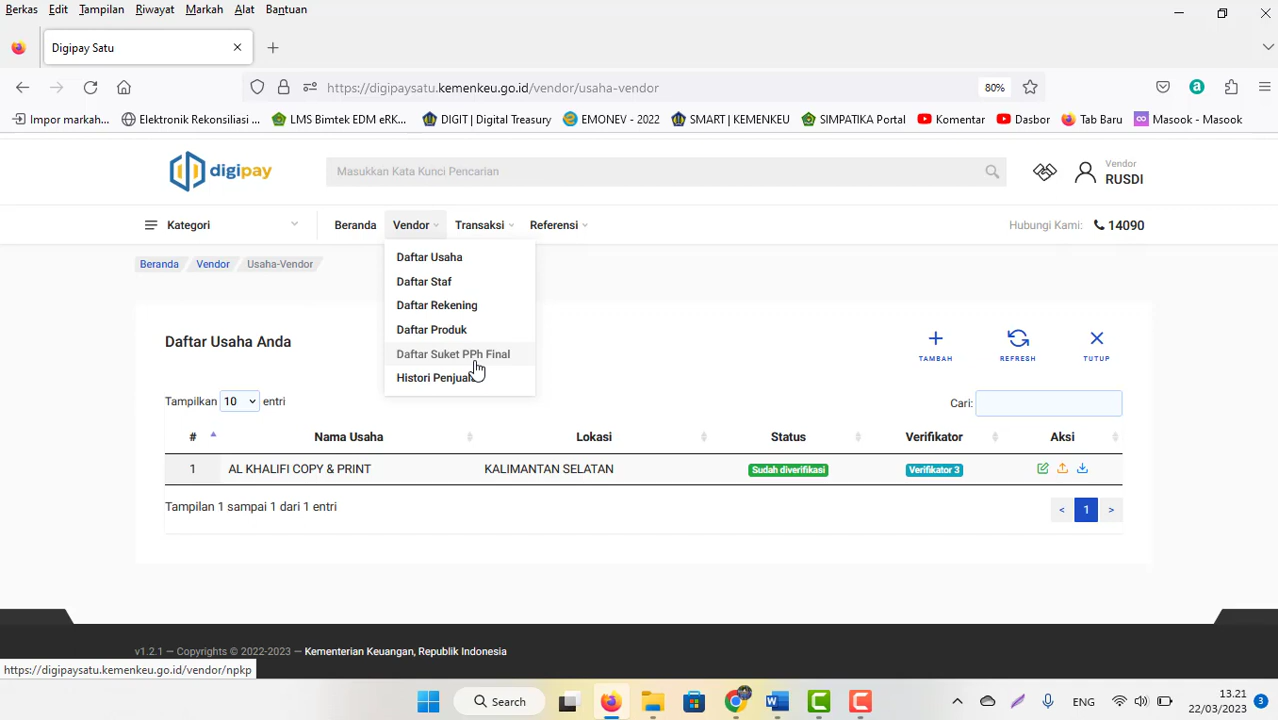 Berkas Edit Tampilan Riwayat Markah Alat Bantuan
Digipay Satu
https://digipaysatu.kemenkeu.go.id/vendor/usaha-vendor 80%
Impor markah... Elektronik Rekonsiliasi ... LMS Bimtek EDM eRK... DIGIT | Digital Treasury EMONEV - 2022 SMART | KEMENKEU SIMPATIKA Portal Komentar Dasbor Tab Baru Masook - Masook
digipay Masukkan Kata Kunci Pencarian Vendor
RUSDI
Kategori Beranda Vendor Transaksi Referensi Hubungi Kami: 14090
Beranda Vendor Usaha-Vendor
Daftar Usaha
Daftar Staf
Daftar Rekening
Daftar Produk
Daftar Suket PPh Final
Histori Penjual
Daftar Usaha Anda
TAMBAH REFRESH TUTUP
Tampilkan 10 entri Cari:
# Nama Usaha Lokasi Status Verifikator Aksi
1 AL KHALIFI COPY & PRINT KALIMANTAN SELATAN Sudah diverifikasi Verifikator 3
Tampilan 1 sampai 1 dari 1 entri < 1 >
v1.2.1 — Copyrights © 2022-2023 — Kementerian Keuangan, Republik Indonesia
https://digipaysatu.kemenkeu.go.id/vendor/npkp
Search ENG 13.21
22/03/2023 3